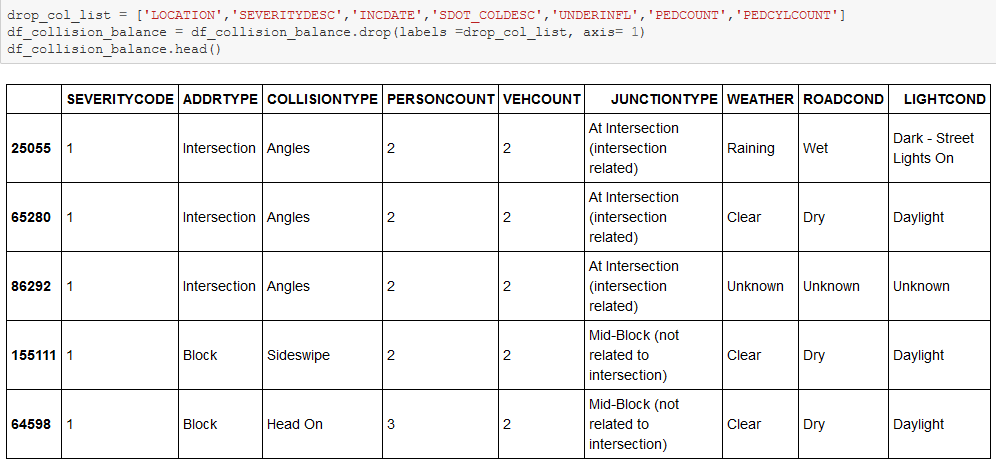 drop_col_list = ['LOCATION','SEVERITYDESC','INCDATE','SDOT_COLDESC','UNDERINFL','PEDCOUNT','PEDCYLCOUNT']
df_collision_balance = df_collision_balance.drop(labels =drop_col_list, axis= 1)
df_collision_balance.head()
SEVERITYCODE ADDRTYPE COLLISIONTYPE PERSONCOUNT VEHCOUNT JUNCTIONTYPE WEATHER ROADCOND LIGHTCOND
25055 1 Intersection Angles 2 2 At Intersection (intersection related) Raining Wet Dark - Street Lights On
65280 1 Intersection Angles 2 2 At Intersection (intersection related) Clear Dry Daylight
86292 1 Intersection Angles 2 2 At Intersection (intersection related) Unknown Unknown Unknown
155111 1 Block Sideswipe 2 2 Mid-Block (not related to intersection) Clear Dry Daylight
64598 1 Block Head On 3 2 Mid-Block (not related to intersection) Clear Dry Daylight